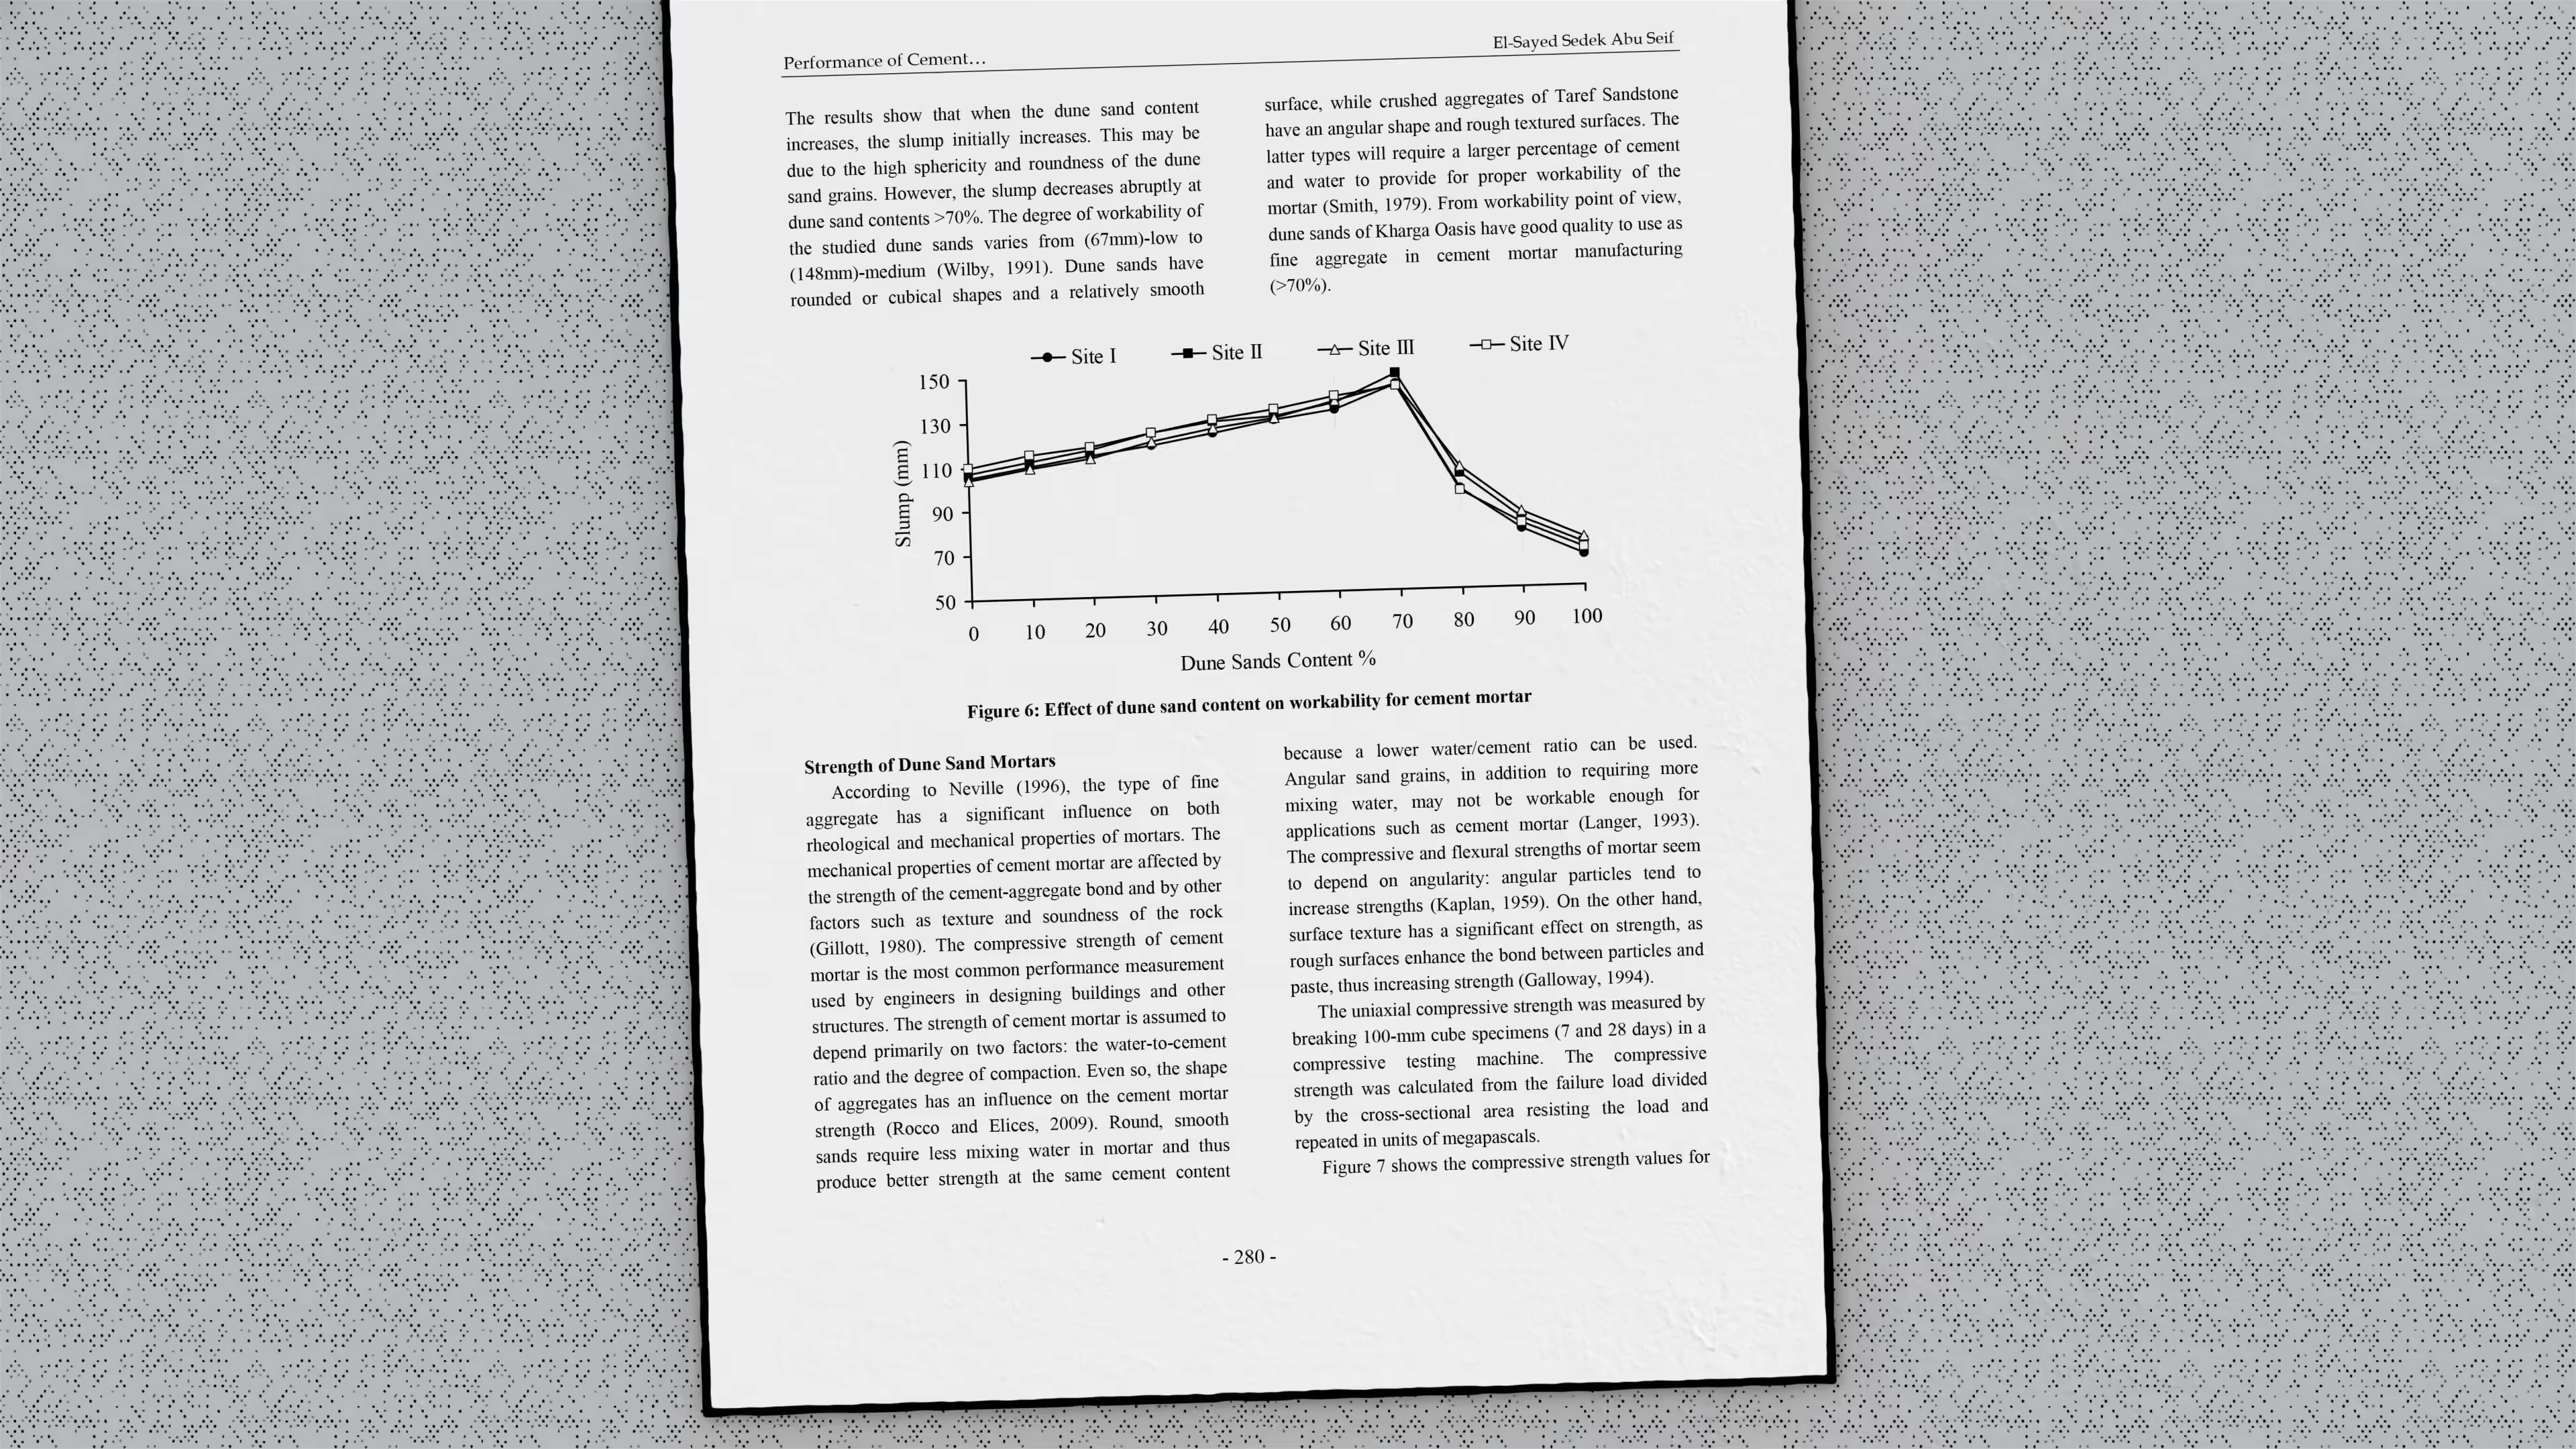 Performance of Cement…
El-Sayed Sedek Abu Seif
The results show that when the dune sand content
increases, the slump initially increases. This may be
due to the high sphericity and roundness of the dune
sand grains. However, the slump decreases abruptly at
dune sand contents >70%. The degree of workability of
the studied dune sands varies from (67mm)-low to
(148mm)-medium (Wilby, 1991). Dune sands have
rounded or cubical shapes and a relatively smooth
surface, while crushed aggregates of Taref Sandstone
have an angular shape and rough textured surfaces. The
latter types will require a larger percentage of cement
and water to provide for proper workability of the
mortar (Smith, 1979). From workability point of view,
dune sands of Kharga Oasis have good quality to use as
fine aggregate in cement mortar manufacturing
(>70%).
Site I Site II Site III Site IV
150
130
110
90
70
50
Slump (mm)
0 10 20 30 40 50 60 70 80 90 100
Dune Sands Content %
Figure 6: Effect of dune sand content on workability for cement mortar
Strength of Dune Sand Mortars
According to Neville (1996), the type of fine
aggregate has a significant influence on both
rheological and mechanical properties of mortars. The
mechanical properties of cement mortar are affected by
the strength of the cement-aggregate bond and by other
factors such as texture and soundness of the rock
(Gillott, 1980). The compressive strength of cement
mortar is the most common performance measurement
used by engineers in designing buildings and other
structures. The strength of cement mortar is assumed to
depend primarily on two factors: the water-to-cement
ratio and the degree of compaction. Even so, the shape
of aggregates has an influence on the cement mortar
strength (Rocco and Elices, 2009). Round, smooth
sands require less mixing water in mortar and thus
produce better strength at the same cement content
because a lower water/cement ratio can be used.
Angular sand grains, in addition to requiring more
mixing water, may not be workable enough for
applications such as cement mortar (Langer, 1993).
The compressive and flexural strengths of mortar seem
to depend on angularity: angular particles tend to
increase strengths (Kaplan, 1959). On the other hand,
surface texture has a significant effect on strength, as
rough surfaces enhance the bond between particles and
paste, thus increasing strength (Galloway, 1994).
The uniaxial compressive strength was measured by
breaking 100-mm cube specimens (7 and 28 days) in a
compressive testing machine. The compressive
strength was calculated from the failure load divided
by the cross-sectional area resisting the load and
repeated in units of megapascals.
Figure 7 shows the compressive strength values for
- 280 -